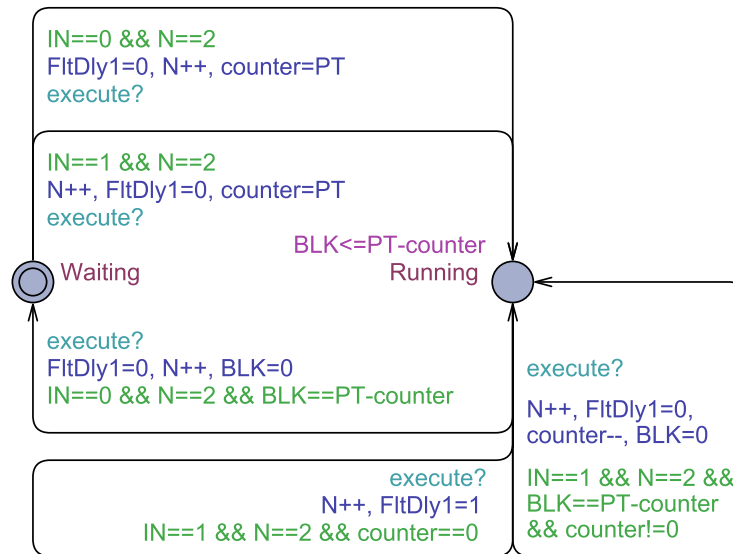 IN==0 && N==2
FltDly1=0, N++, counter=PT
execute?
IN==1 && N==2
N++, FltDly1=0, counter=PT
execute?
BLK<=PT-counter
Waiting
Running
execute?
FltDly1=0, N++, BLK=0
IN==0 && N==2 && BLK==PT-counter
execute?
N++, FltDly1=0,
counter--, BLK=0
IN==1 && N==2 &&
BLK==PT-counter
&& counter!=0
execute?
N++, FltDly1=1
IN==1 && N==2 && counter==0